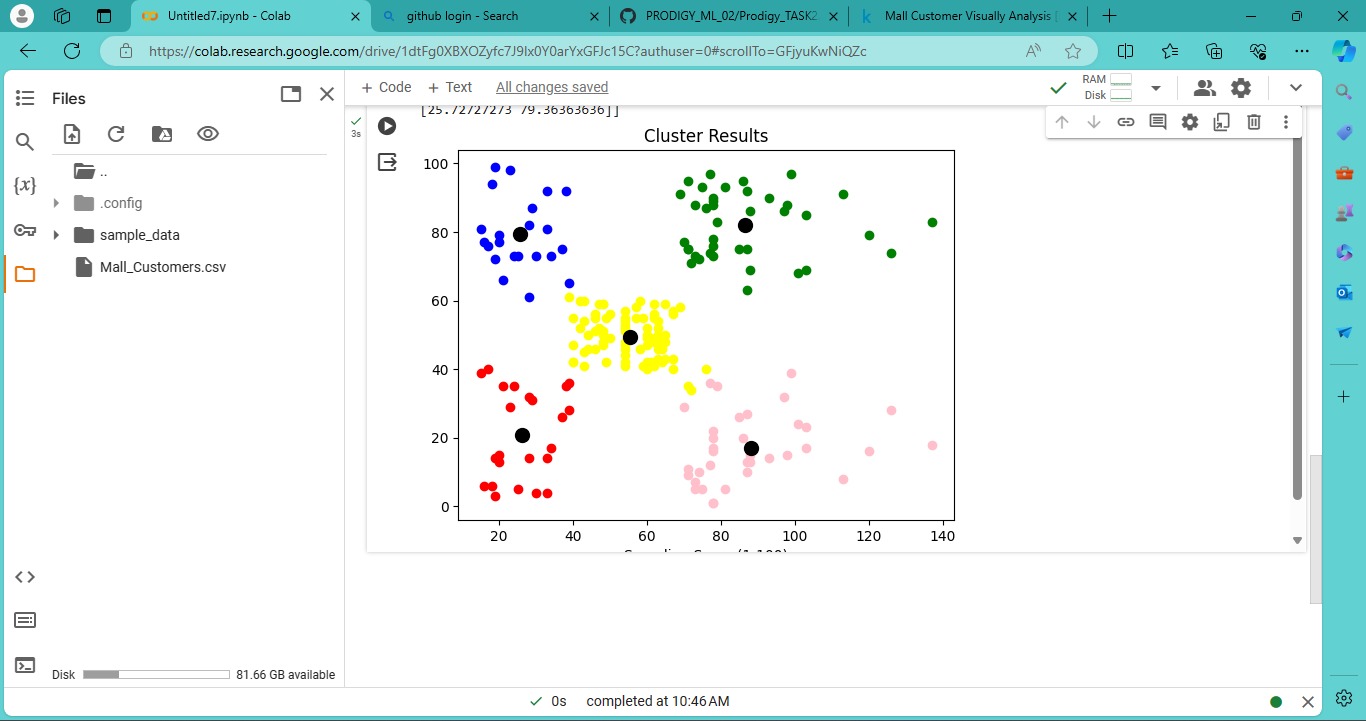 Untitled7.ipynb - Colab
github login - Search
PRODIGY_ML_02/Prodigy_TASK2
Mall Customer Visually Analysis
https://colab.research.google.com/drive/1dtFg0XBXOZyfc7J9lx0Y0arYxGFJc15C?authuser=0#scrollTo=GFjyuKwNiQZc
Files
+ Code + Text All changes saved
RAM
Disk
..
.config
sample_data
Mall_Customers.csv
{x}
3s
[25.72727273 79.36363636]]
Cluster Results
100
80
60
40
20
0
20 40 60 80 100 120 140
Disk 81.66 GB available
0s completed at 10:46 AM